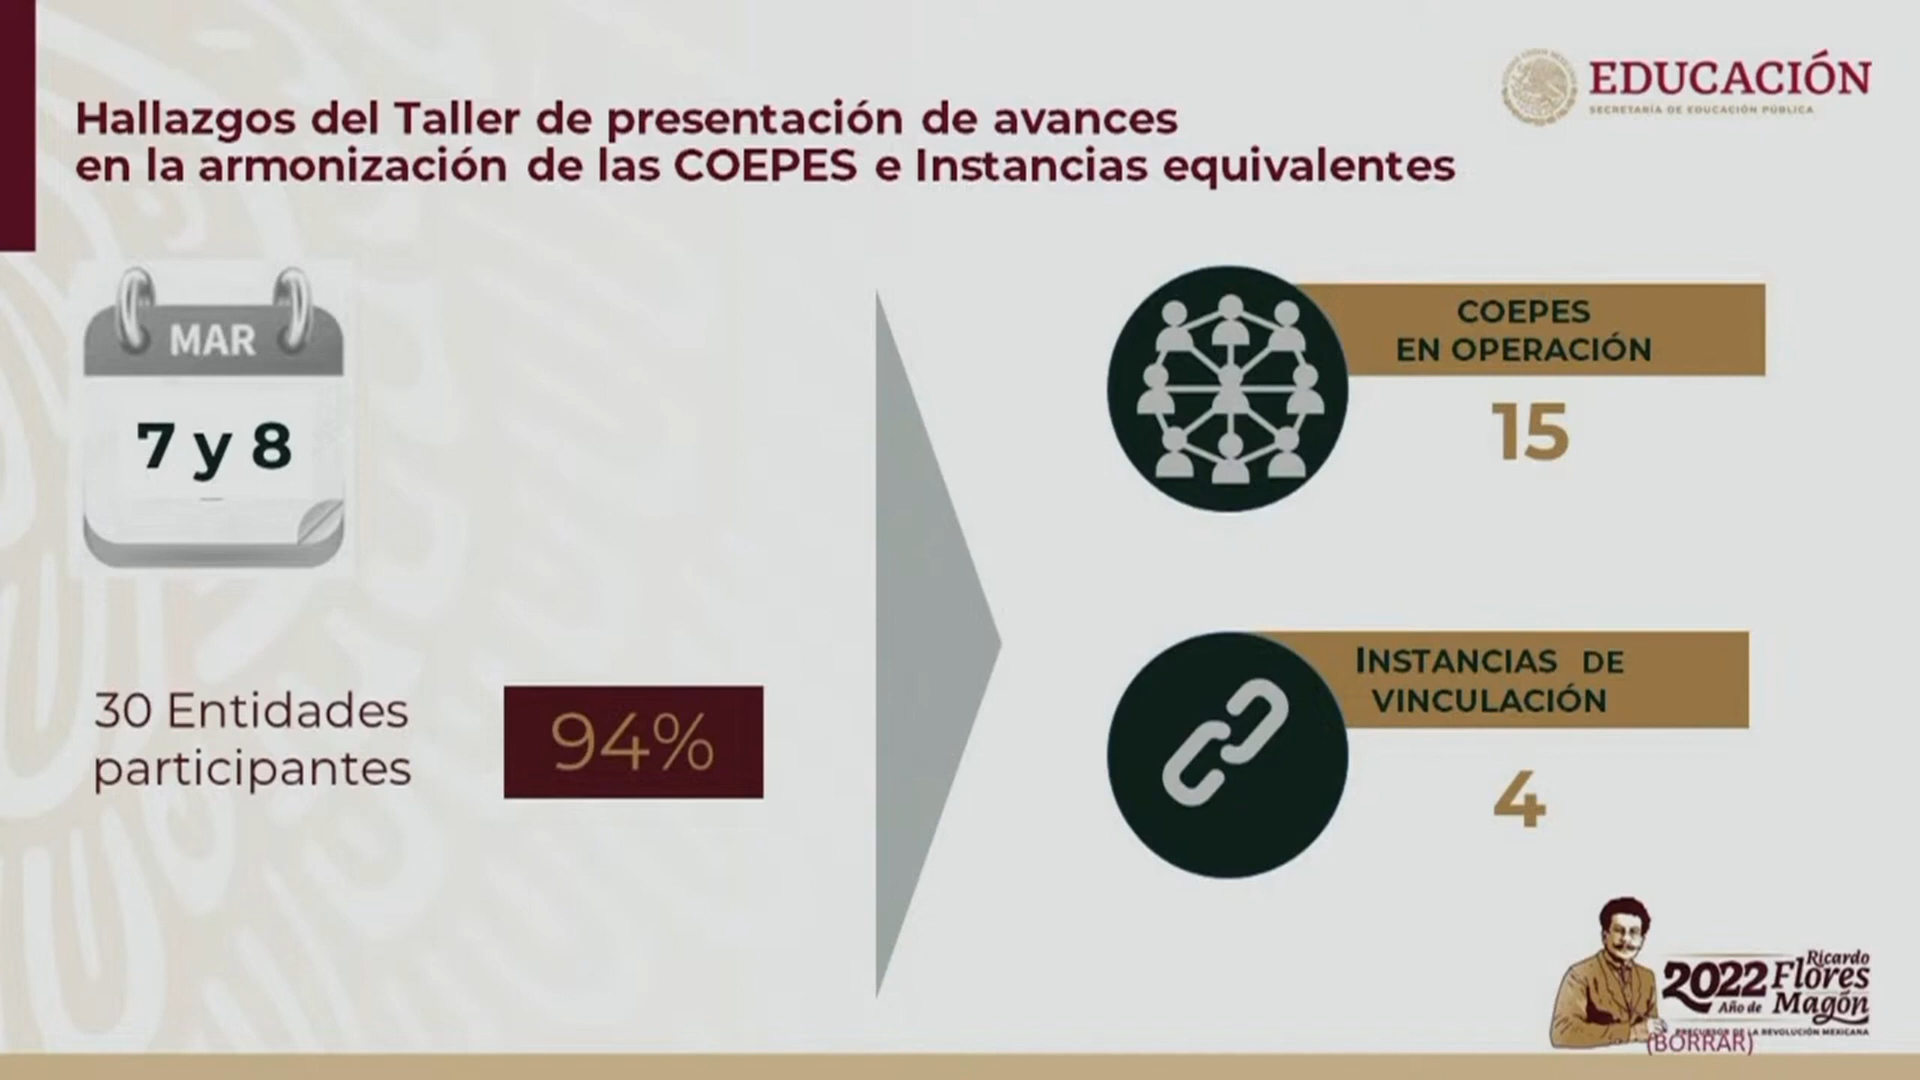 Hallazgos del Taller de presentación de avances
en la armonización de las COEPES e Instancias equivalentes
EDUCACIÓN
SECRETARÍA DE EDUCACIÓN PÚBLICA
MAR
7 y 8
30 Entidades
participantes
94%
COEPES
EN OPERACIÓN
15
INSTANCIAS DE
VINCULACIÓN
4
2022 Ricardo
Flores
Año de Magón
PRECURSOR DE LA REVOLUCIÓN MEXICANA
(BORRAR)